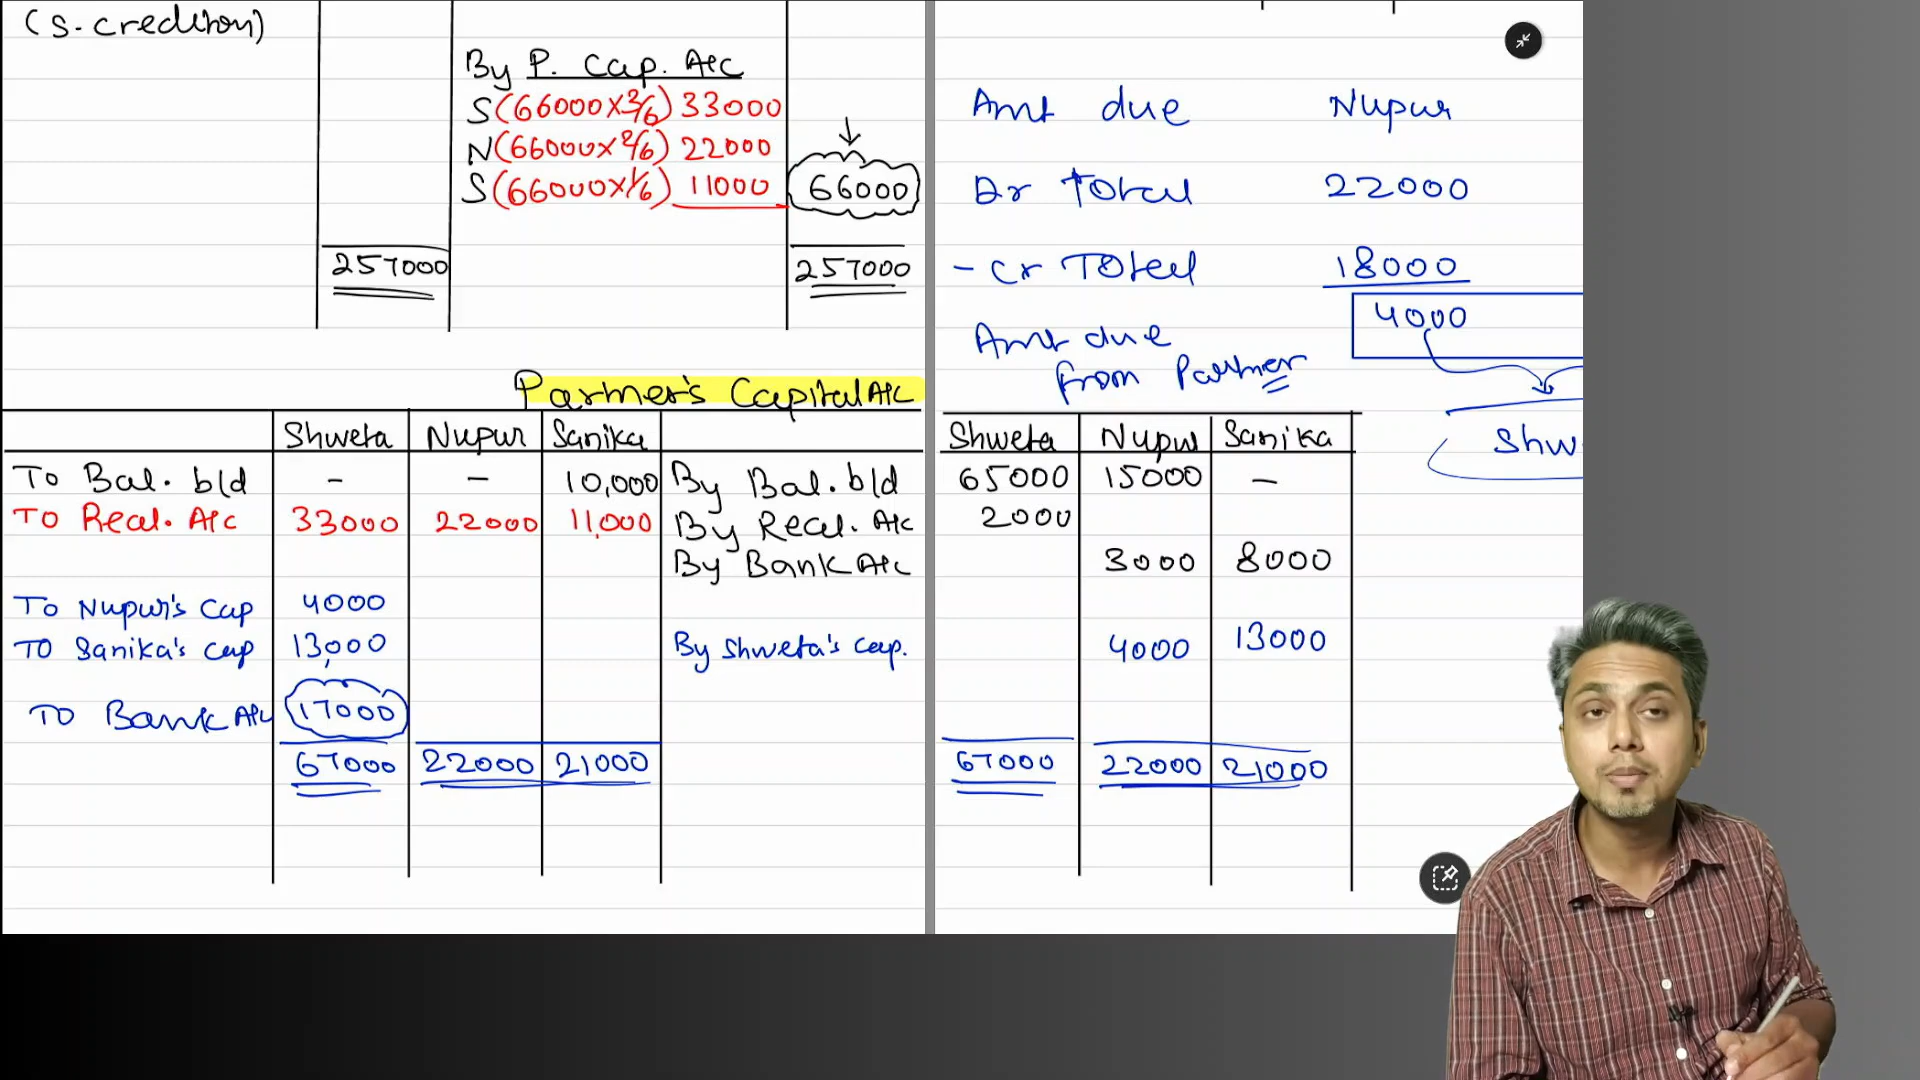 (S. creditors)
By P. Cap. A/c
S(66000×3/6) 33000
N(66000×2/6) 22000
S(66000×1/6) 11000 66000
257000 257000
Partner's Capital A/c
Shweta Nupur Sanika
To Bal. b/d - - 10,000 By Bal. b/d
To Real. A/c 33000 22000 11,000 By Real. A/c
By Bank A/c
To Nupur's Cap 4000
To Sanika's Cap 13,000 By Shweta's Cap.
To Bank A/c 17000
67000 22000 21000
Amt due Nupur
Dr Total 22000
- Cr Total 18000
4000
Amt due
from Partner
Shweta Nupur Sanika
65000 15000 -
2000
3000 8000
4000 13000
67000 22000 21000
Shw